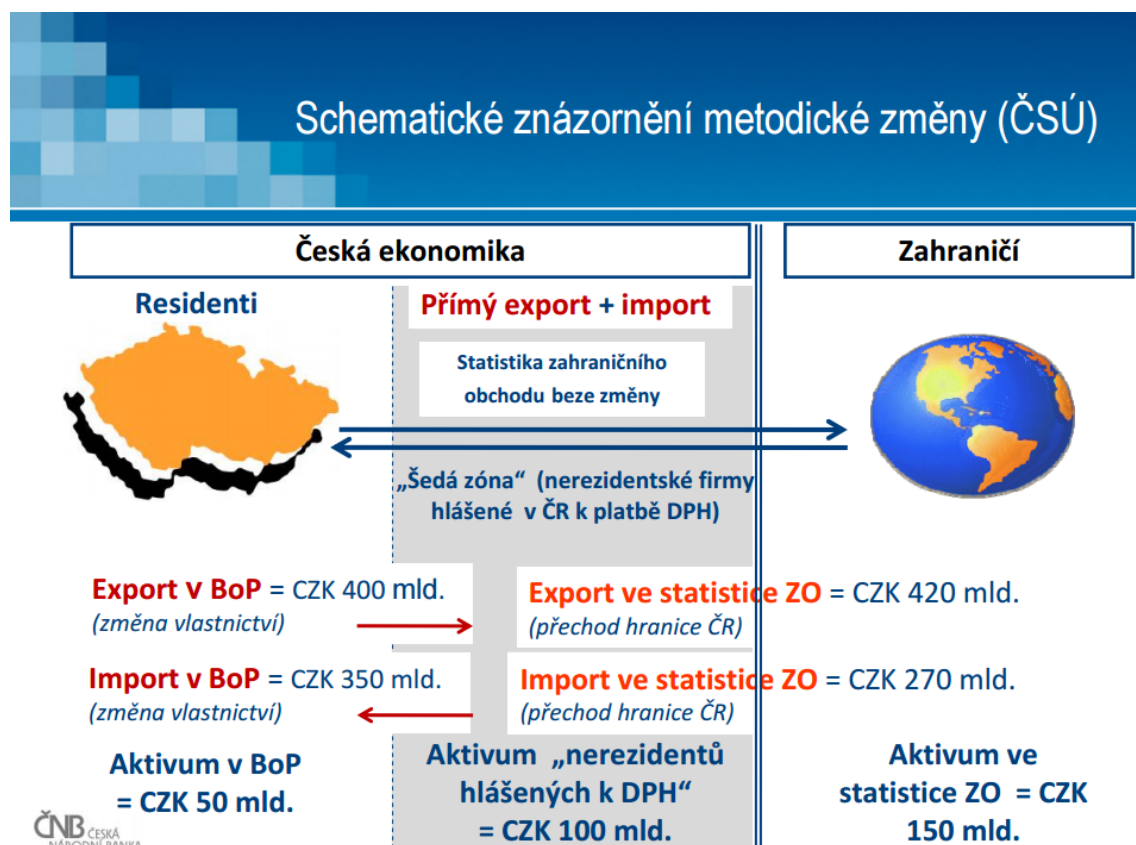 Schematické znázornění metodické změny (ČSÚ)
Česká ekonomika
Zahraničí
Residenti
Přímý export + import
Statistika zahraničního
obchodu beze změny
„Šedá zóna“ (nerezidentské firmy
hlášené v ČR k platbě DPH)
Export v BoP = CZK 400 mld.
(změna vlastnictví)
Export ve statistice ZO = CZK 420 mld.
(přechod hranice ČR)
Import v BoP = CZK 350 mld.
(změna vlastnictví)
Import ve statistice ZO = CZK 270 mld.
(přechod hranice ČR)
Aktivum v BoP
= CZK 50 mld.
Aktivum „nerezidentů
hlášených k DPH“
= CZK 100 mld.
Aktivum ve
statistice ZO = CZK
150 mld.
ČNB ČESKÁ
NÁRODNÍ BANKA